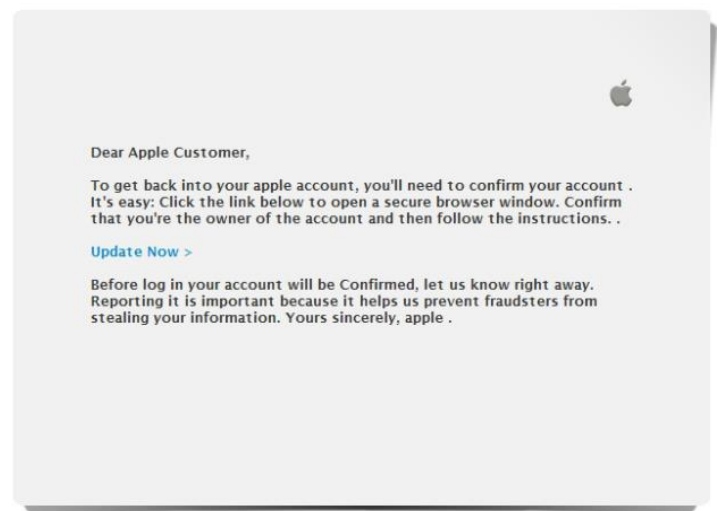 Dear Apple Customer,
To get back into your apple account, you'll need to confirm your account .
It's easy: Click the link below to open a secure browser window. Confirm
that you're the owner of the account and then follow the instructions. .
Update Now >
Before log in your account will be Confirmed, let us know right away.
Reporting it is important because it helps us prevent fraudsters from
stealing your information. Yours sincerely, apple .